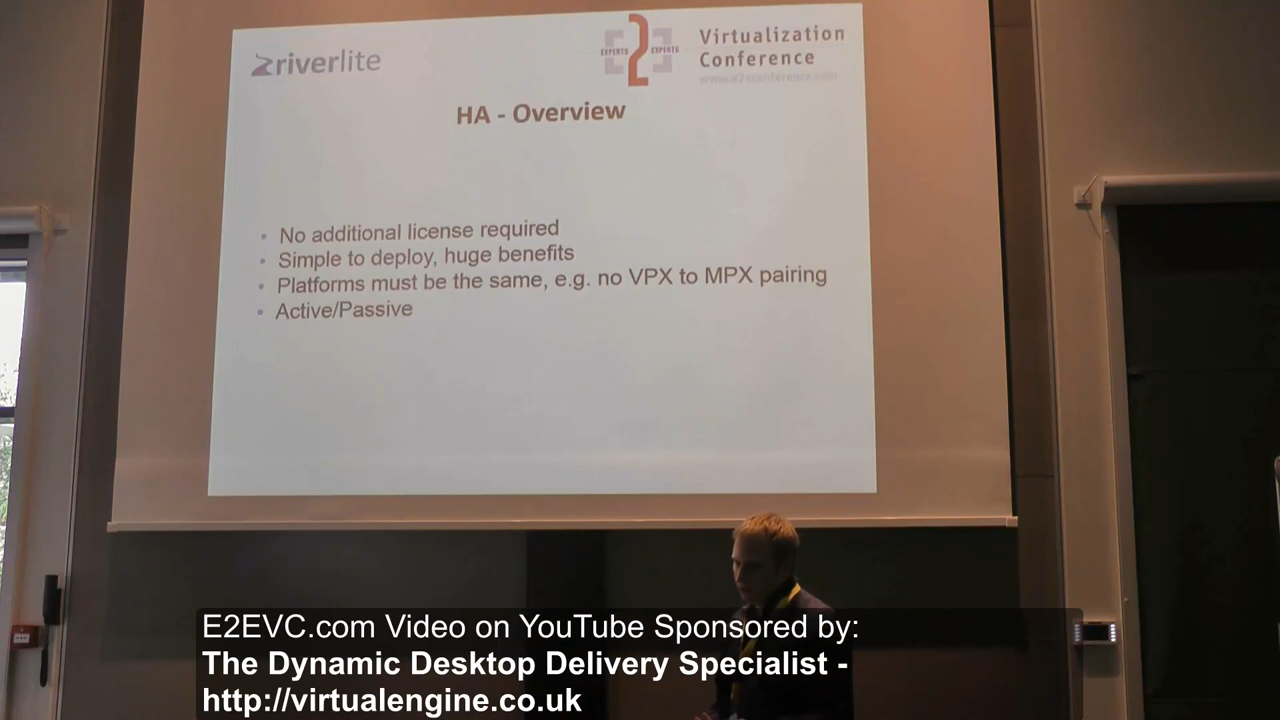 riverlite
EXPERTS 2 EXPERTS
Virtualization
Conference
www.e2econference.com
HA - Overview
• No additional license required
• Simple to deploy, huge benefits
• Platforms must be the same, e.g. no VPX to MPX pairing
• Active/Passive
E2EVC.com Video on YouTube Sponsored by:
The Dynamic Desktop Delivery Specialist -
http://virtualengine.co.uk